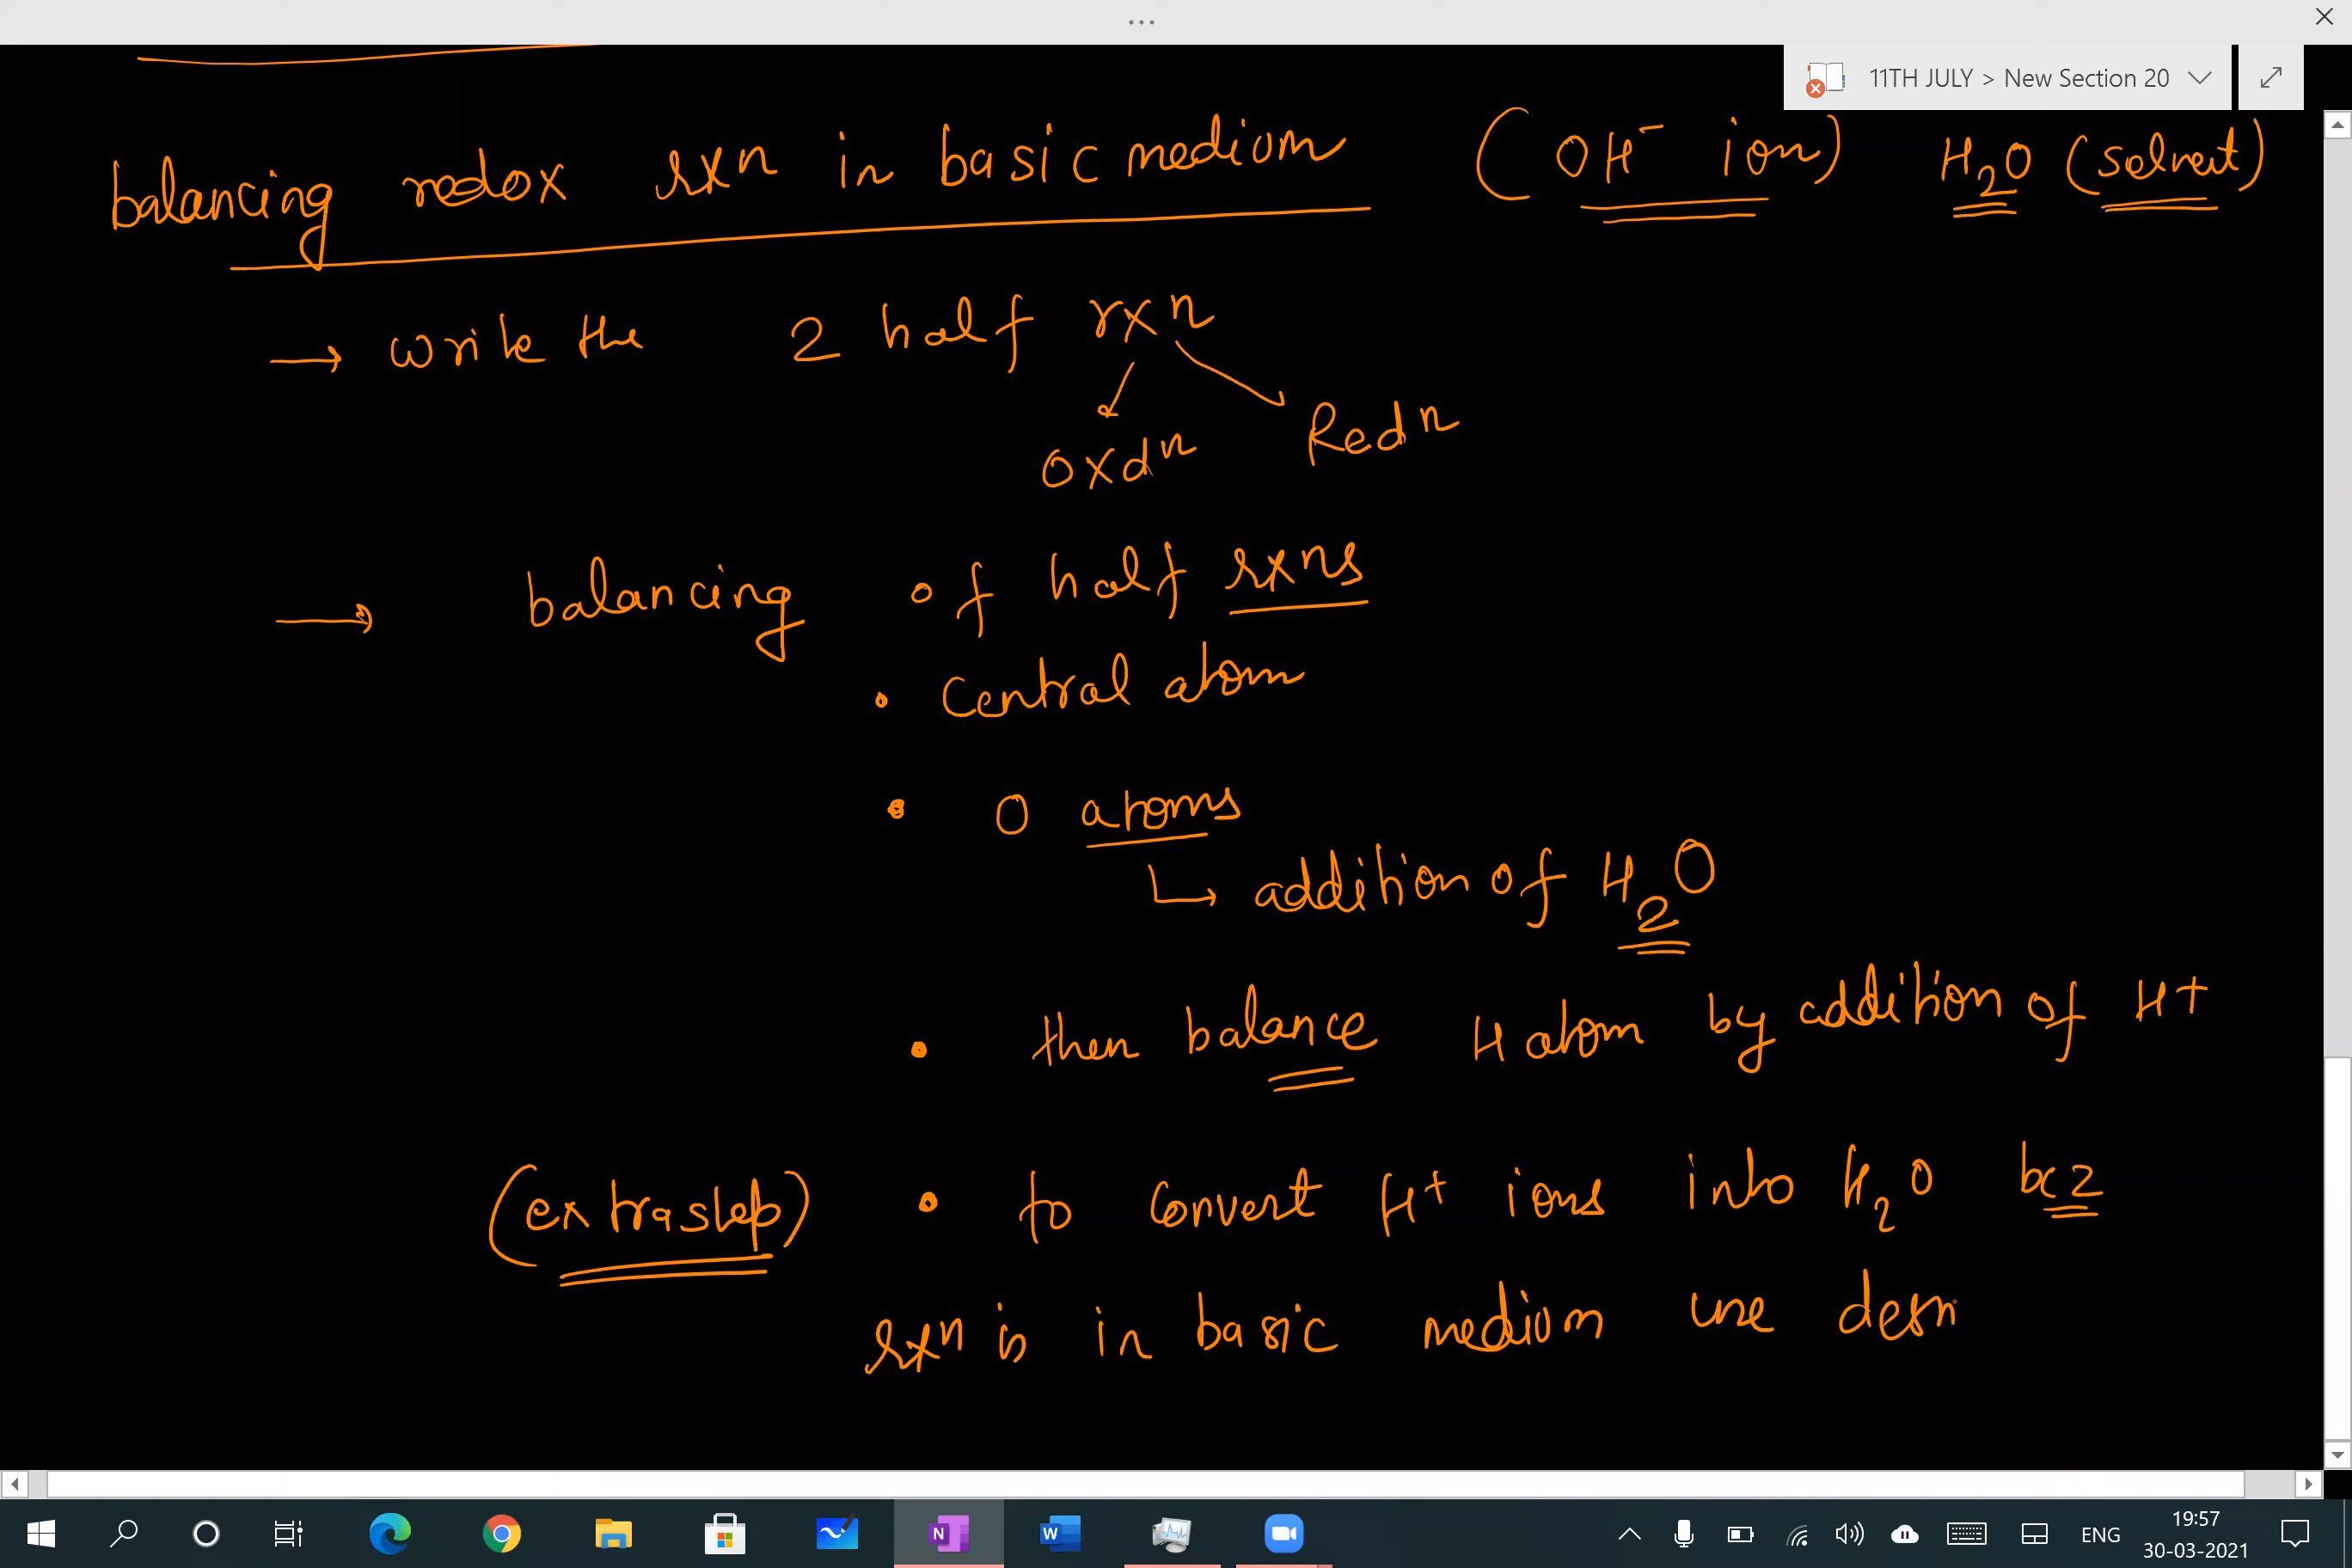 11TH JULY > New Section 20
balancing redox rxn in basic medium (OH⁻ ion) H₂O (solvent)
→ write the 2 half rxn
oxdⁿ Redⁿ
→ balancing of half rxns
• Central atom
• O atoms
↳ addition of H₂O
• then balance H atom by addition of H+
(extrastep) • to convert H⁺ ions into H₂O bcz
rxⁿ is in basic medium
N
W
ENG
19:57
30-03-2021